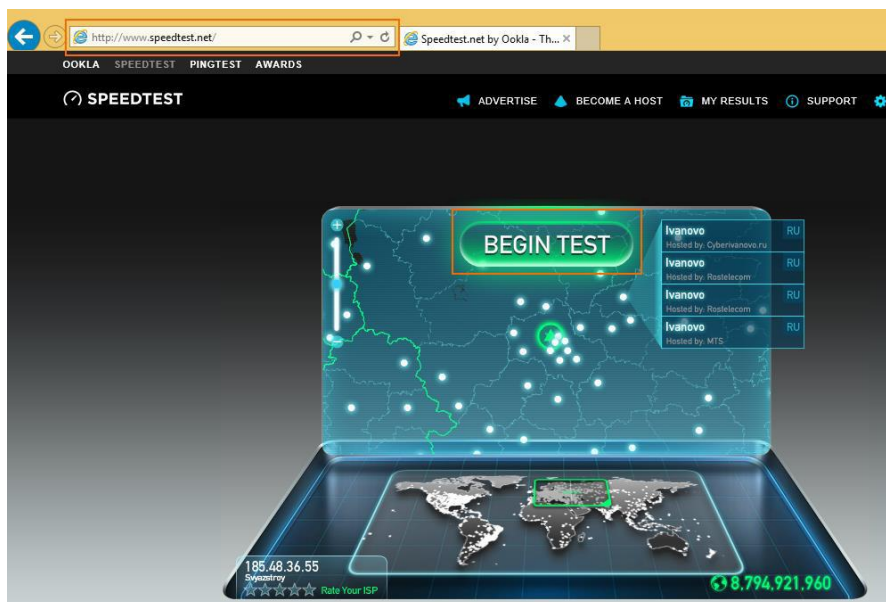 http://www.speedtest.net/
Speedtest.net by Ookla - Th...
OOKLA SPEEDTEST PINGTEST AWARDS
SPEEDTEST
ADVERTISE BECOME A HOST MY RESULTS SUPPORT
BEGIN TEST
Ivanovo RU
Hosted by: Cyberivanovo.ru
Ivanovo RU
Hosted by: Rostelecom
Ivanovo RU
Hosted by: Rostelecom
Ivanovo RU
Hosted by: MTS
185.48.36.55
Svyazstroy
Rate Your ISP
8,794,921,960